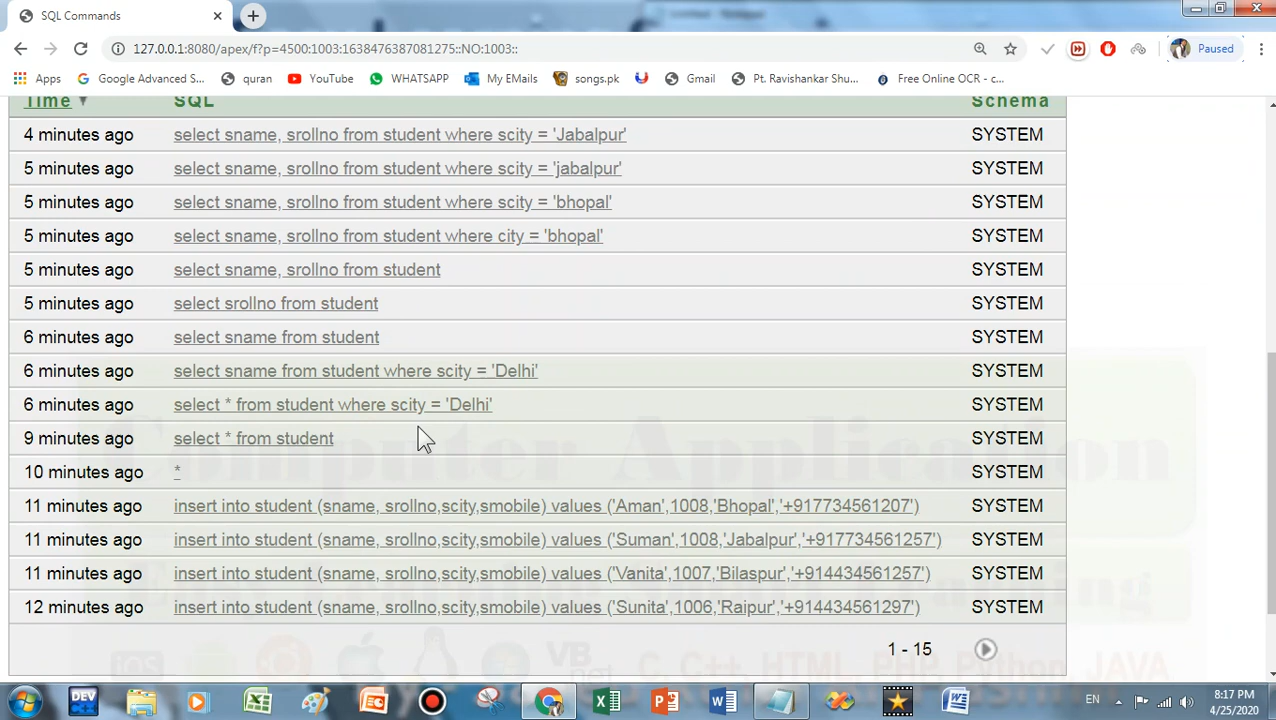 SQL Commands
127.0.0.1:8080/apex/f?p=4500:1003:1638476387081275::NO:1003::
Paused
Apps
Google Advanced S...
quran
YouTube
WHATSAPP
My EMails
songs.pk
Gmail
Pt. Ravishankar Shu...
Free Online OCR - c...
Time SQL Schema
4 minutes ago select sname, srollno from student where scity = 'Jabalpur' SYSTEM
5 minutes ago select sname, srollno from student where scity = 'jabalpur' SYSTEM
5 minutes ago select sname, srollno from student where scity = 'bhopal' SYSTEM
5 minutes ago select sname, srollno from student where city = 'bhopal' SYSTEM
5 minutes ago select sname, srollno from student SYSTEM
5 minutes ago select srollno from student SYSTEM
6 minutes ago select sname from student SYSTEM
6 minutes ago select sname from student where scity = 'Delhi' SYSTEM
6 minutes ago select * from student where scity = 'Delhi' SYSTEM
9 minutes ago select * from student SYSTEM
10 minutes ago * SYSTEM
11 minutes ago insert into student (sname, srollno,scity,smobile) values ('Aman',1008,'Bhopal','+917734561207') SYSTEM
11 minutes ago insert into student (sname, srollno,scity,smobile) values ('Suman',1008,'Jabalpur','+917734561257') SYSTEM
11 minutes ago insert into student (sname, srollno,scity,smobile) values ('Vanita',1007,'Bilaspur','+914434561257') SYSTEM
12 minutes ago insert into student (sname, srollno,scity,smobile) values ('Sunita',1006,'Raipur','+914434561297') SYSTEM
1 - 15
Computer Application
iOS VB .net C, C++, HTML, PHP, Python, JAVA
DEV
EN
8:17 PM
4/25/2020